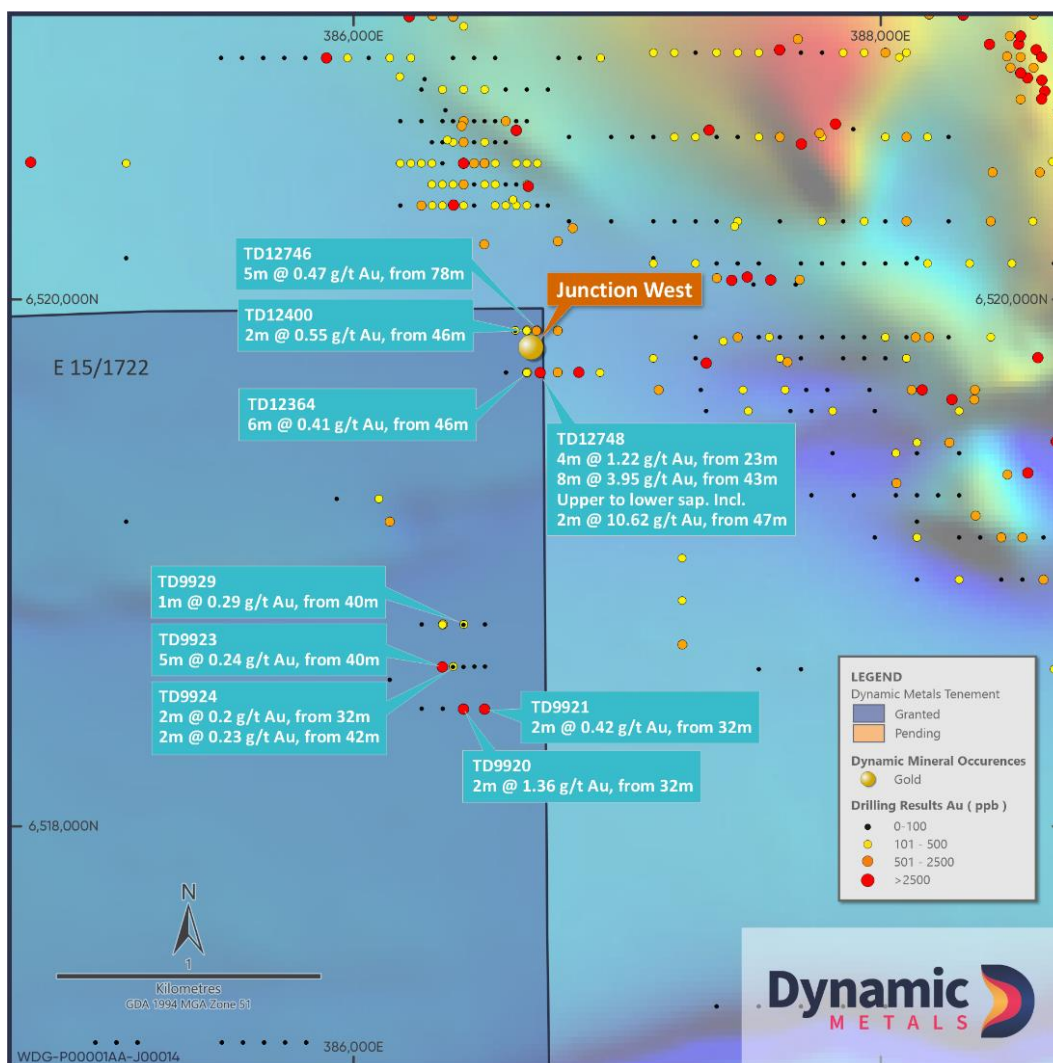 386,000E
388,000E
TD12746
5m @ 0.47 g/t Au, from 78m
Junction West
6,520,000N
6,520,000N
TD12400
2m @ 0.55 g/t Au, from 46m
E 15/1722
TD12364
6m @ 0.41 g/t Au, from 46m
TD12748
4m @ 1.22 g/t Au, from 23m
8m @ 3.95 g/t Au, from 43m
Upper to lower sap. Incl.
2m @ 10.62 g/t Au, from 47m
TD9929
1m @ 0.29 g/t Au, from 40m
TD9923
5m @ 0.24 g/t Au, from 40m
TD9924
2m @ 0.2 g/t Au, from 32m
2m @ 0.23 g/t Au, from 42m
TD9921
2m @ 0.42 g/t Au, from 32m
TD9920
2m @ 1.36 g/t Au, from 32m
LEGEND
Dynamic Metals Tenement
Granted
Pending
Dynamic Mineral Occurences
Gold
Drilling Results Au ( ppb )
0-100
101 - 500
501 - 2500
>2500
6,518,000N
N
1
Kilometres
GDA 1994 MGA Zone 51
Dynamic
METALS
WDG-P00001AA-J00014
386,000E